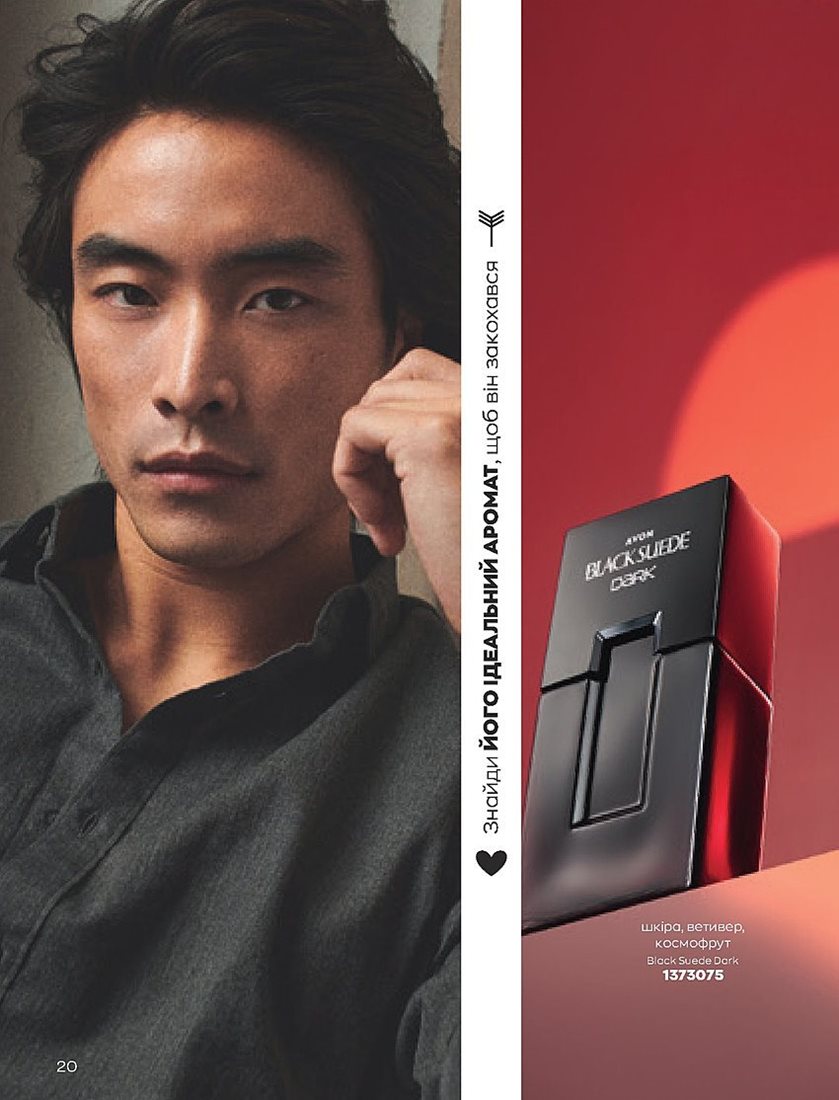 Знайди ЙОГО ІДЕАЛЬНИЙ АРОМАТ, щоб він закохався
AVON
BLACK SUEDE
DARK
шкіра, ветивер,
космофрут
Black Suede Dark
1373075
20